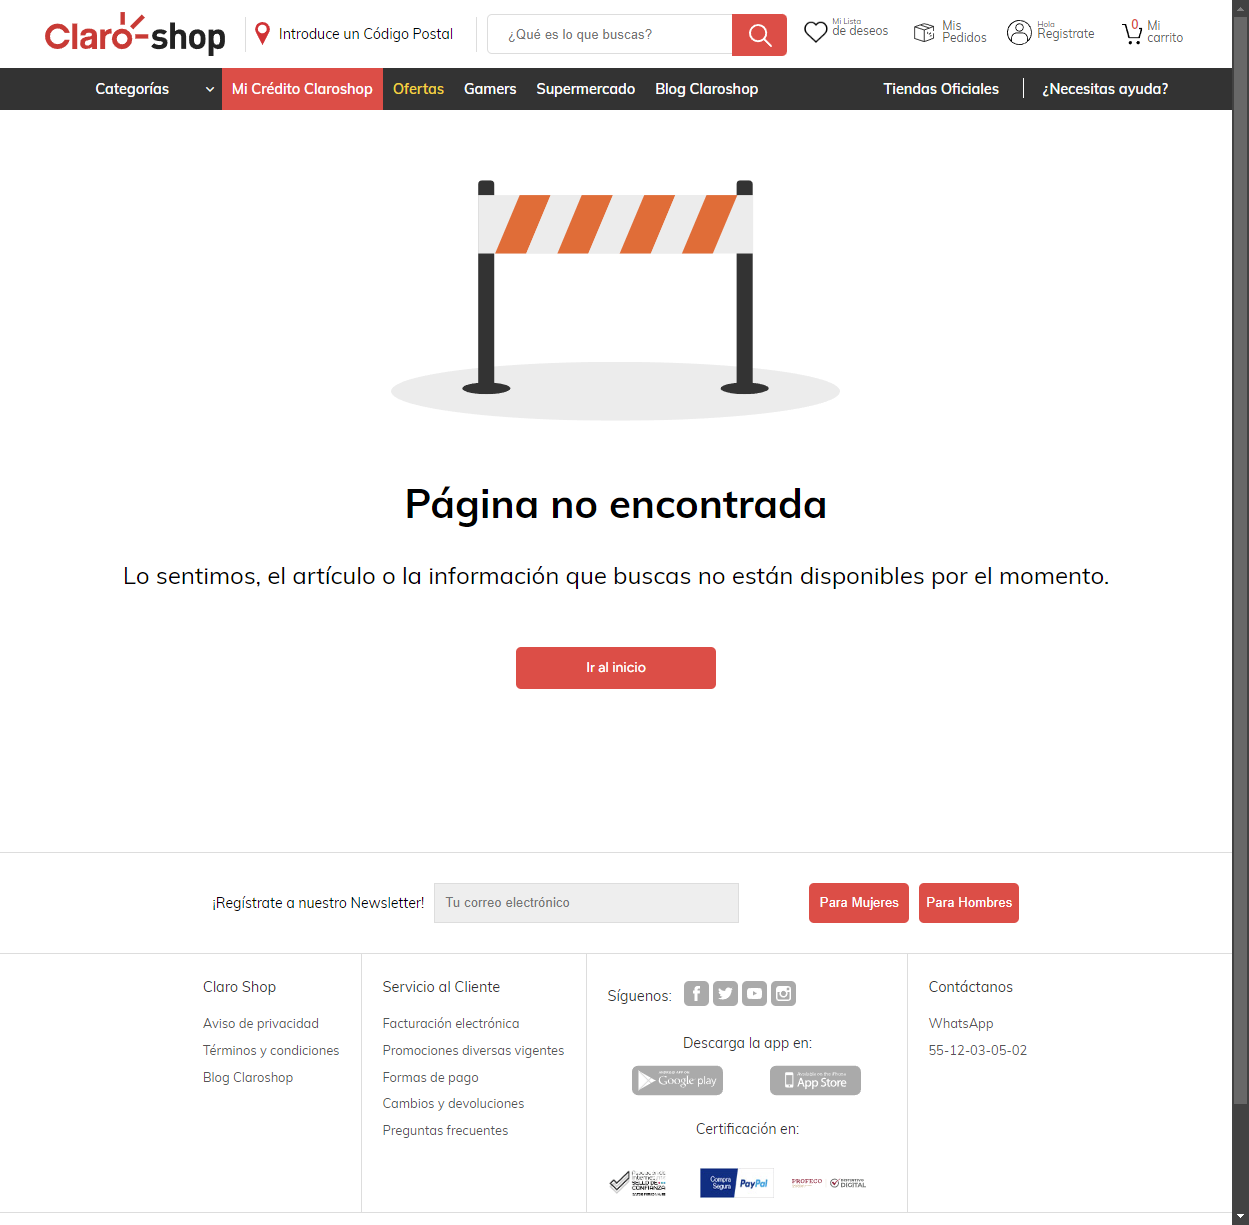 Claro-shop
Introduce un Código Postal
¿Qué es lo que buscas?
Mi Lista
de deseos
Mis
Pedidos
Hola
Registrate
0
Mi
carrito
Categorías
Mi Crédito Claroshop
Ofertas
Gamers
Supermercado
Blog Claroshop
Tiendas Oficiales
¿Necesitas ayuda?
Página no encontrada
Lo sentimos, el artículo o la información que buscas no están disponibles por el momento.
Ir al inicio
¡Regístrate a nuestro Newsletter!
Tu correo electrónico
Para Mujeres
Para Hombres
Claro Shop
Aviso de privacidad
Términos y condiciones
Blog Claroshop
Servicio al Cliente
Facturación electrónica
Promociones diversas vigentes
Formas de pago
Cambios y devoluciones
Preguntas frecuentes
Síguenos:
Descarga la app en:
Google play
App Store
Certificación en:
SELLO DE
CONFIANZA
Compra
Segura
PayPal
PROFECO
DIGITAL
Contáctanos
WhatsApp
55-12-03-05-02